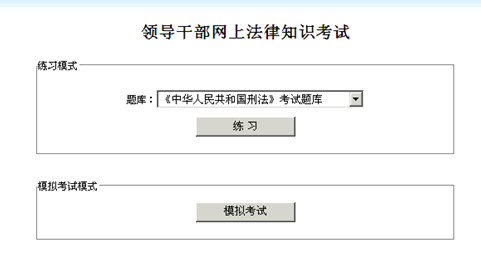 领导干部网上法律知识考试
练习模式
题库：《中华人民共和国刑法》考试题库
练 习
模拟考试模式
模拟考试